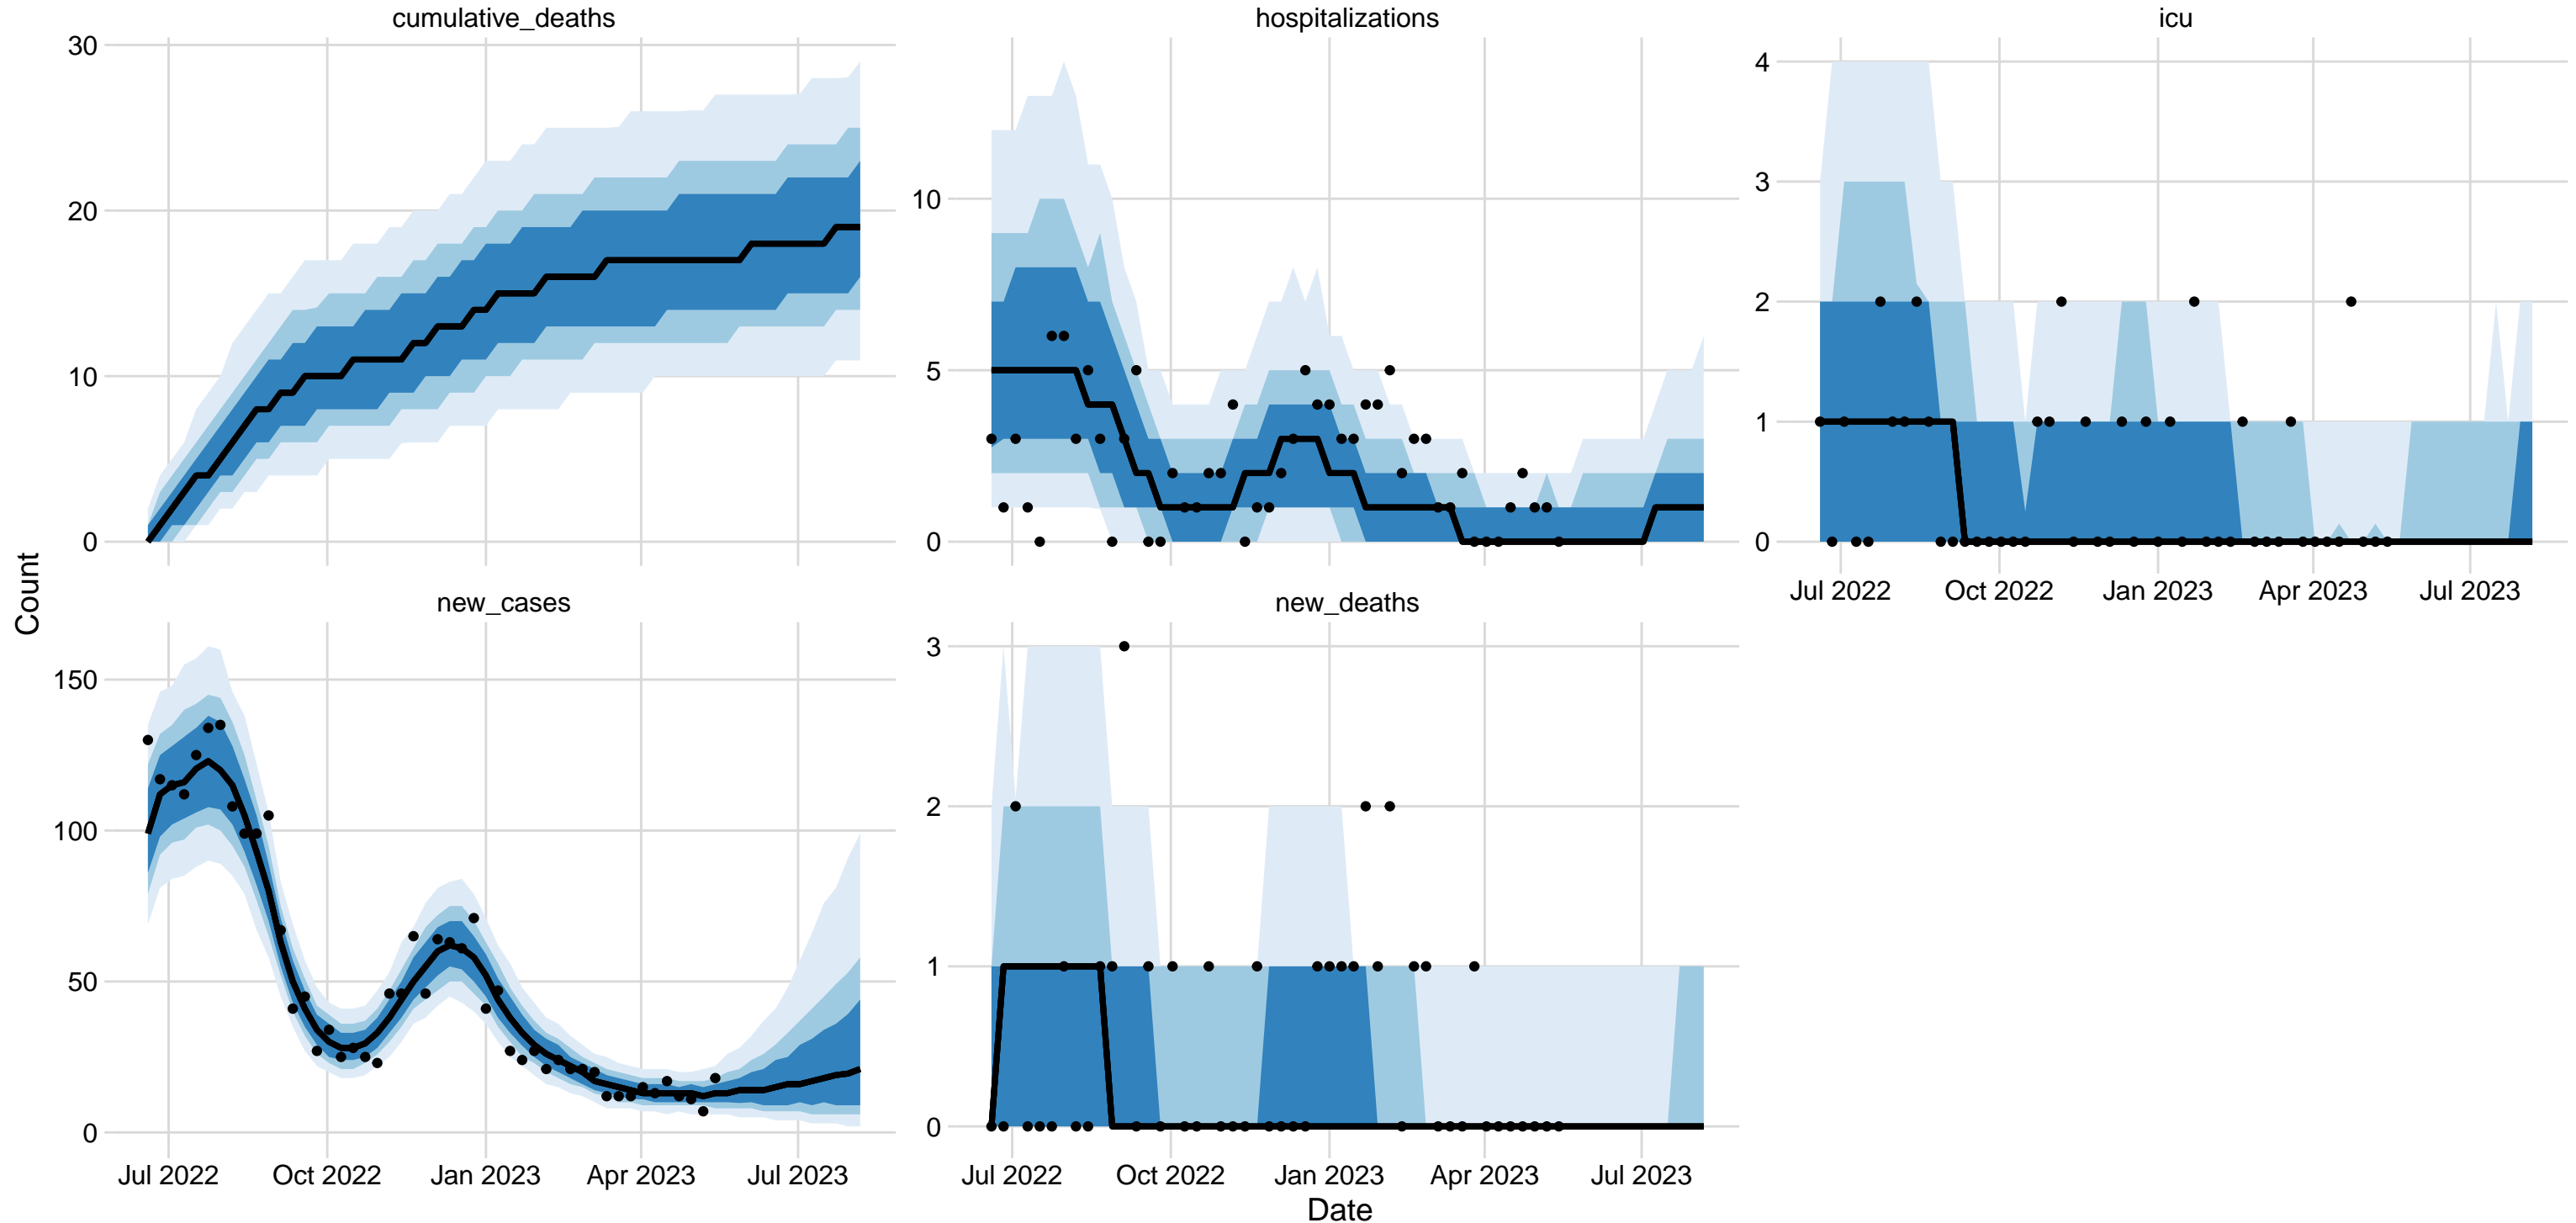 cumulative_deaths
hospitalizations
icu
30
20
10
0
10
5
0
4
3
2
1
0
Jul 2022 Oct 2022 Jan 2023 Apr 2023 Jul 2023
Count
new_cases
new_deaths
150
100
50
0
3
2
1
0
Jul 2022 Oct 2022 Jan 2023 Apr 2023 Jul 2023
Jul 2022 Oct 2022 Jan 2023 Apr 2023 Jul 2023
Date